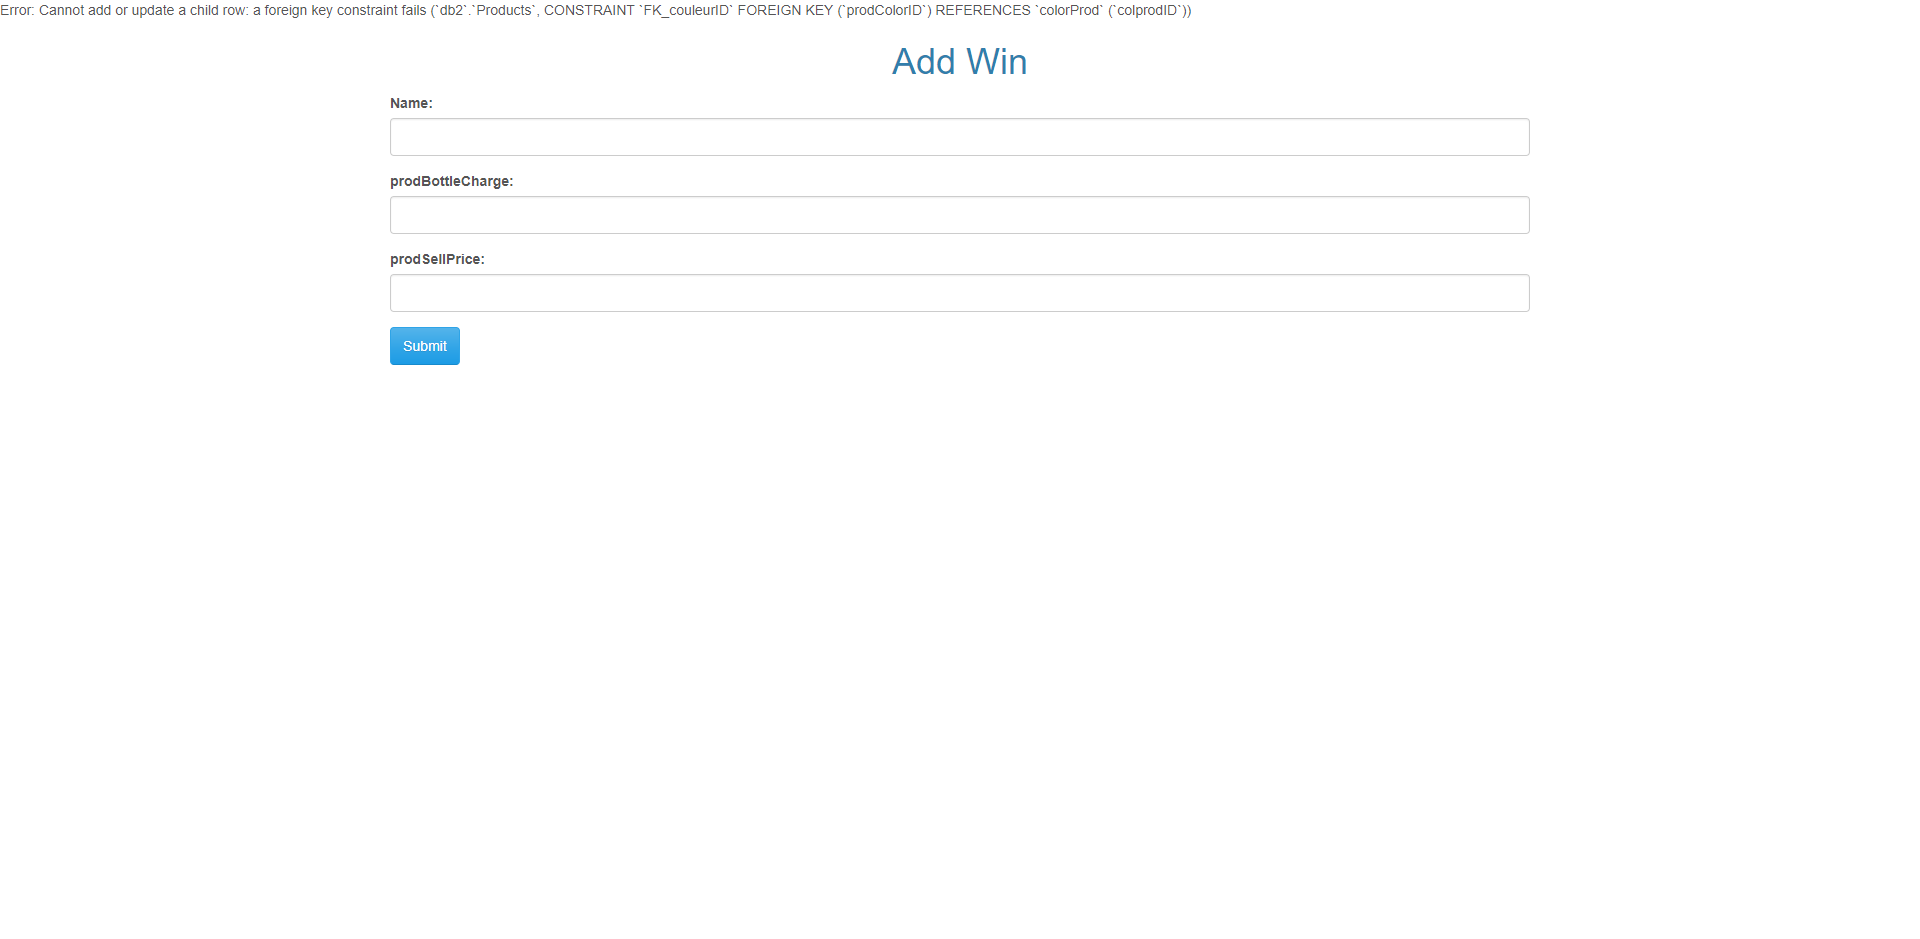 Error: Cannot add or update a child row: a foreign key constraint fails (`db2`.`Products`, CONSTRAINT `FK_couleurID` FOREIGN KEY (`prodColorID`) REFERENCES `colorProd` (`colprodID`))
Add Win
Name:
prodBottleCharge:
prodSellPrice:
Submit